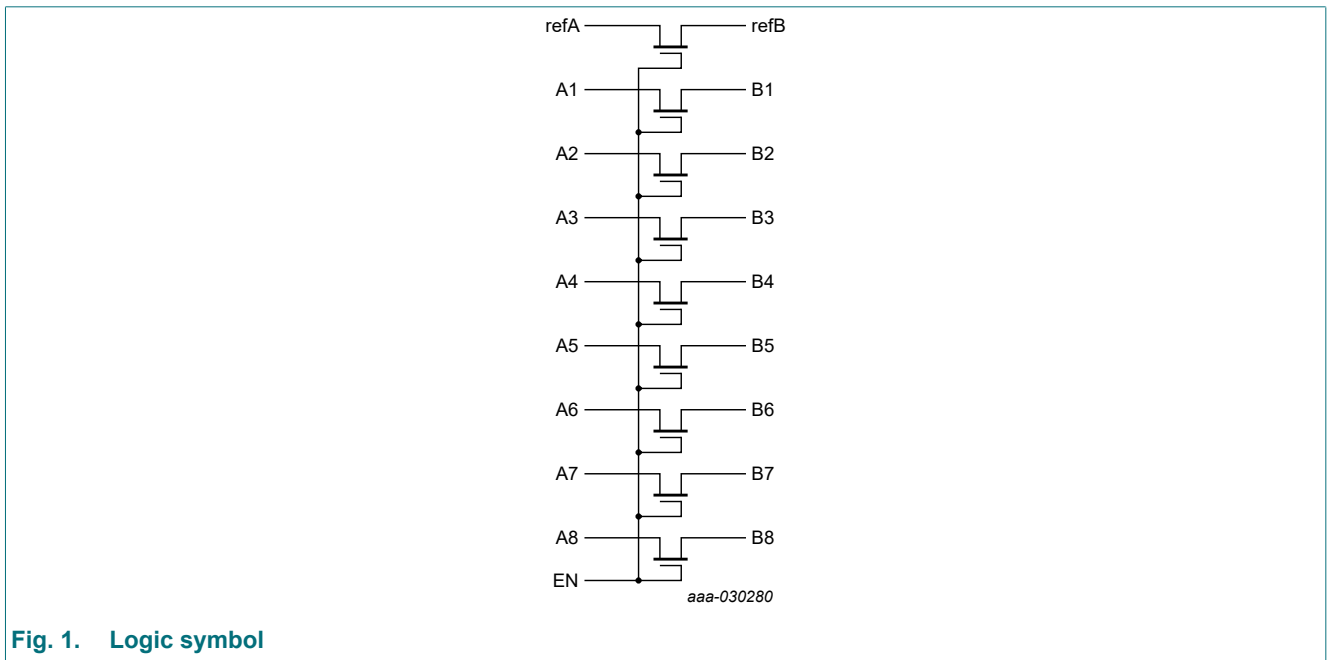 refA refB
A1 B1
A2 B2
A3 B3
A4 B4
A5 B5
A6 B6
A7 B7
A8 B8
EN
aaa-030280
Fig. 1. Logic symbol